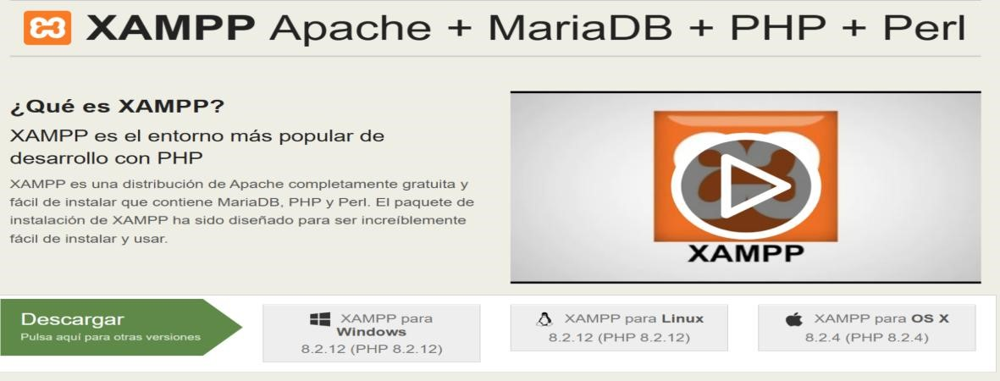 XAMPP Apache + MariaDB + PHP + Perl
¿Qué es XAMPP?
XAMPP es el entorno más popular de
desarrollo con PHP
XAMPP es una distribución de Apache completamente gratuita y
fácil de instalar que contiene MariaDB, PHP y Perl. El paquete de
instalación de XAMPP ha sido diseñado para ser increíblemente
fácil de instalar y usar.
XAMPP
Descargar
Pulsa aquí para otras versiones
XAMPP para
Windows
8.2.12 (PHP 8.2.12)
XAMPP para Linux
8.2.12 (PHP 8.2.12)
XAMPP para OS X
8.2.4 (PHP 8.2.4)